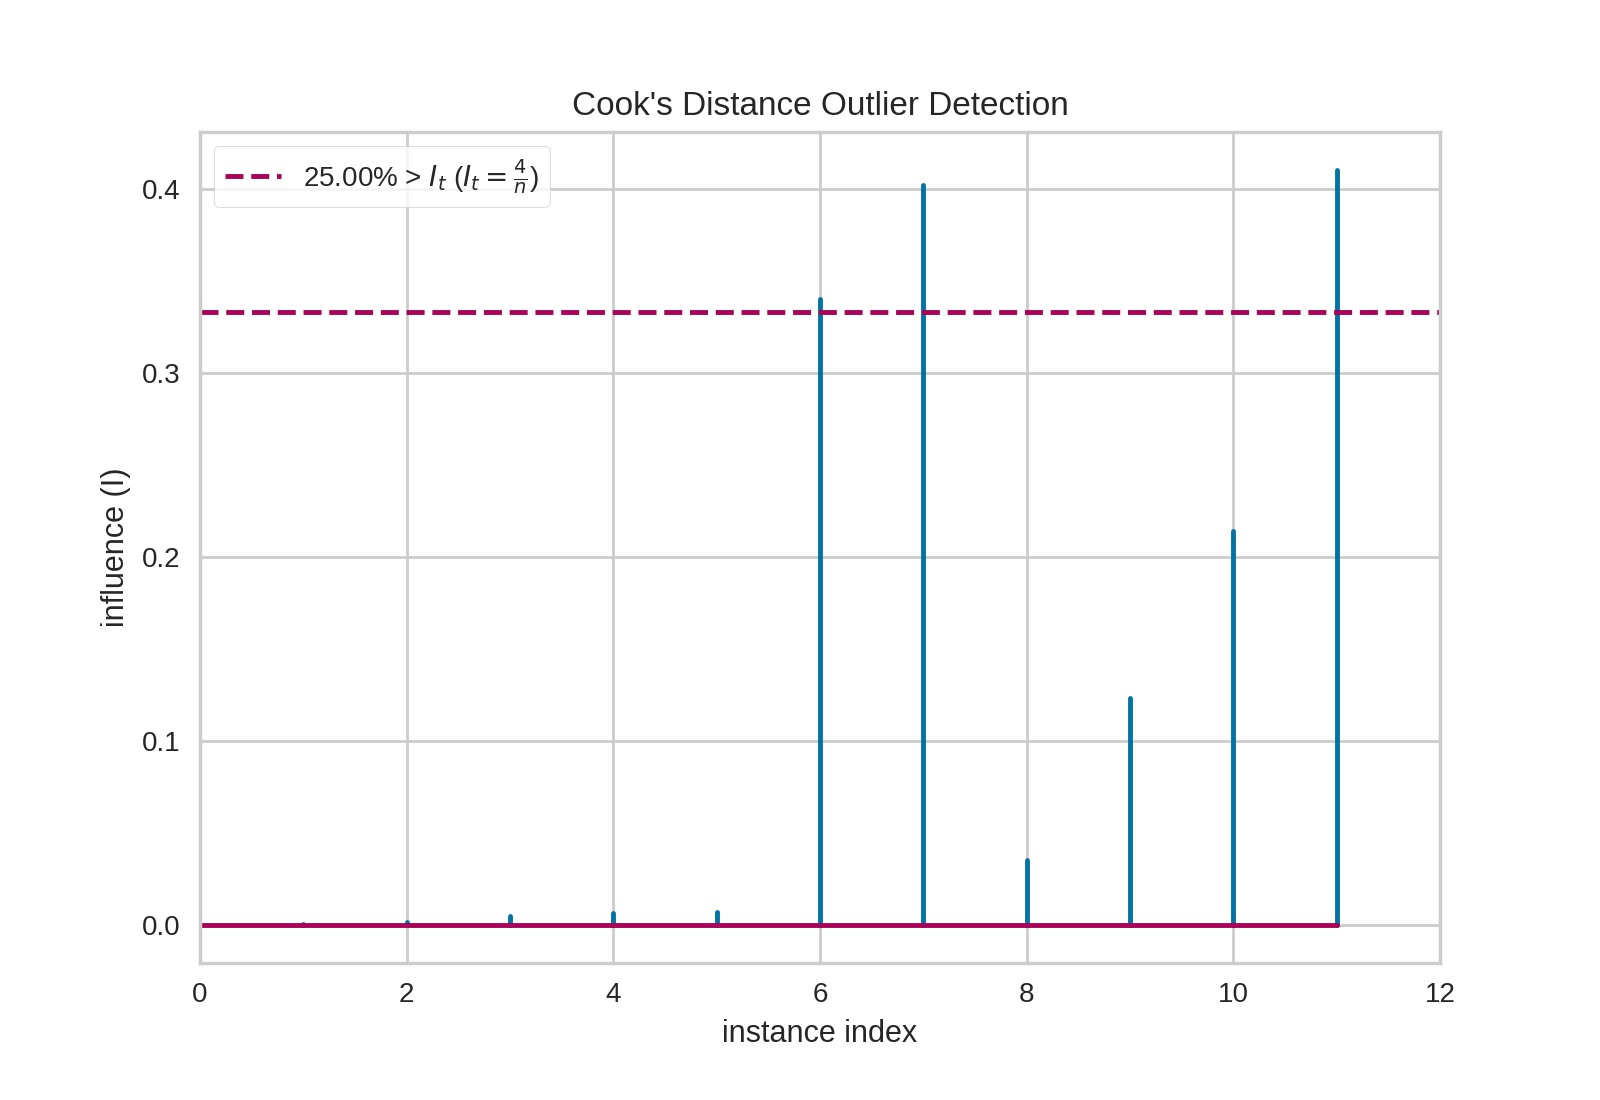 Cook's Distance Outlier Detection
25.00% > I_t (I_t = 4/n)
0.4
0.3
0.2
0.1
0.0
influence (I)
0 2 4 6 8 10 12
instance index